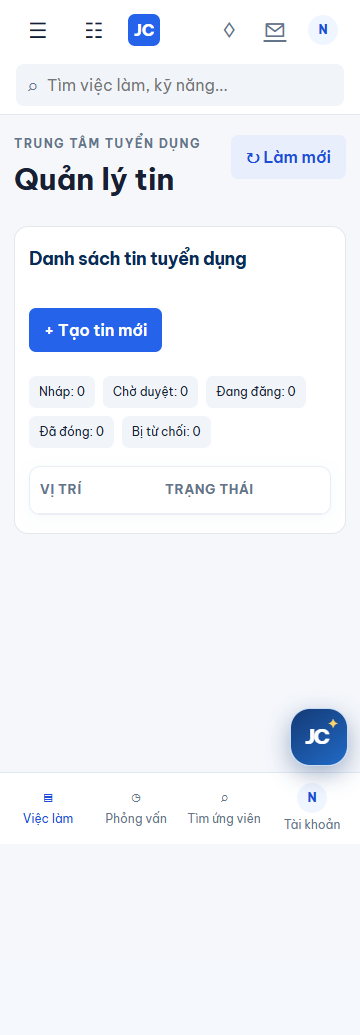 JC
N
Tìm việc làm, kỹ năng...
TRUNG TÂM TUYỂN DỤNG
Quản lý tin
↻ Làm mới
Danh sách tin tuyển dụng
+ Tạo tin mới
Nháp: 0
Chờ duyệt: 0
Đang đăng: 0
Đã đóng: 0
Bị từ chối: 0
VỊ TRÍ
TRẠNG THÁI
JC
Việc làm
Phỏng vấn
Tìm ứng viên
N
Tài khoản